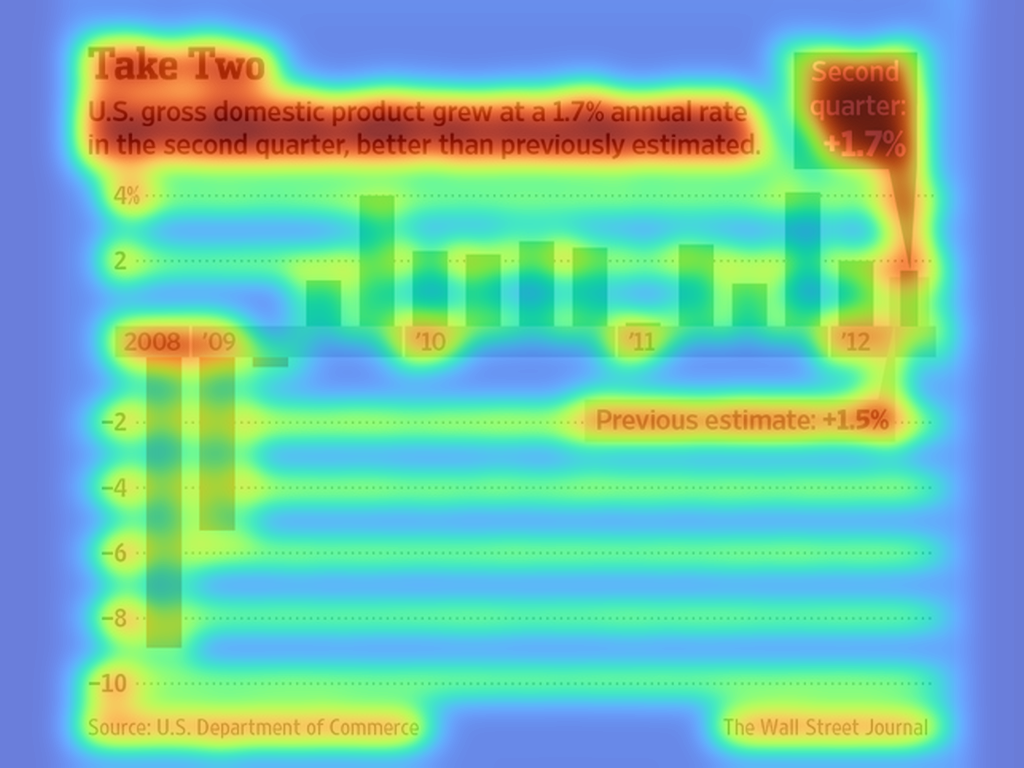 Take Two
U.S. gross domestic product grew at a 1.7% annual rate
in the second quarter, better than previously estimated.
Second
quarter:
+1.7%
4%
2
2008 ’09 ’10 ’11 ’12
–2
Previous estimate: +1.5%
–4
–6
–8
–10
Source: U.S. Department of Commerce
The Wall Street Journal